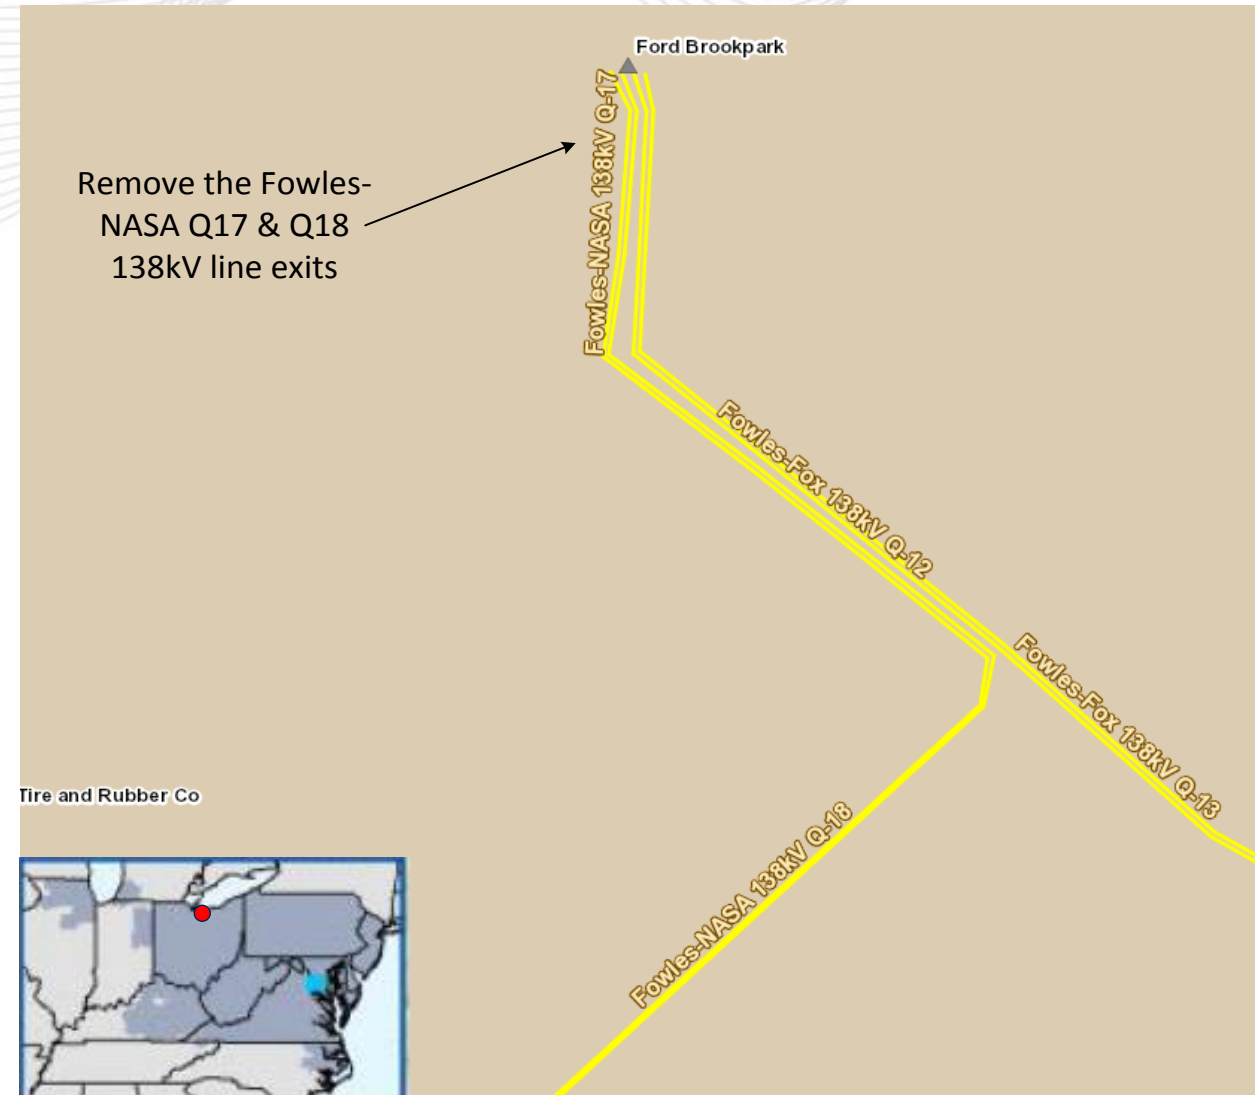 Ford Brookpark
Fowles-NASA 138kV Q-17
Remove the Fowles-
NASA Q17 & Q18
138kV line exits
Fowles-Fox 138kV Q-12
Fowles-Fox 138kV Q-13
Tire and Rubber Co
Fowles-NASA 138kV Q-18